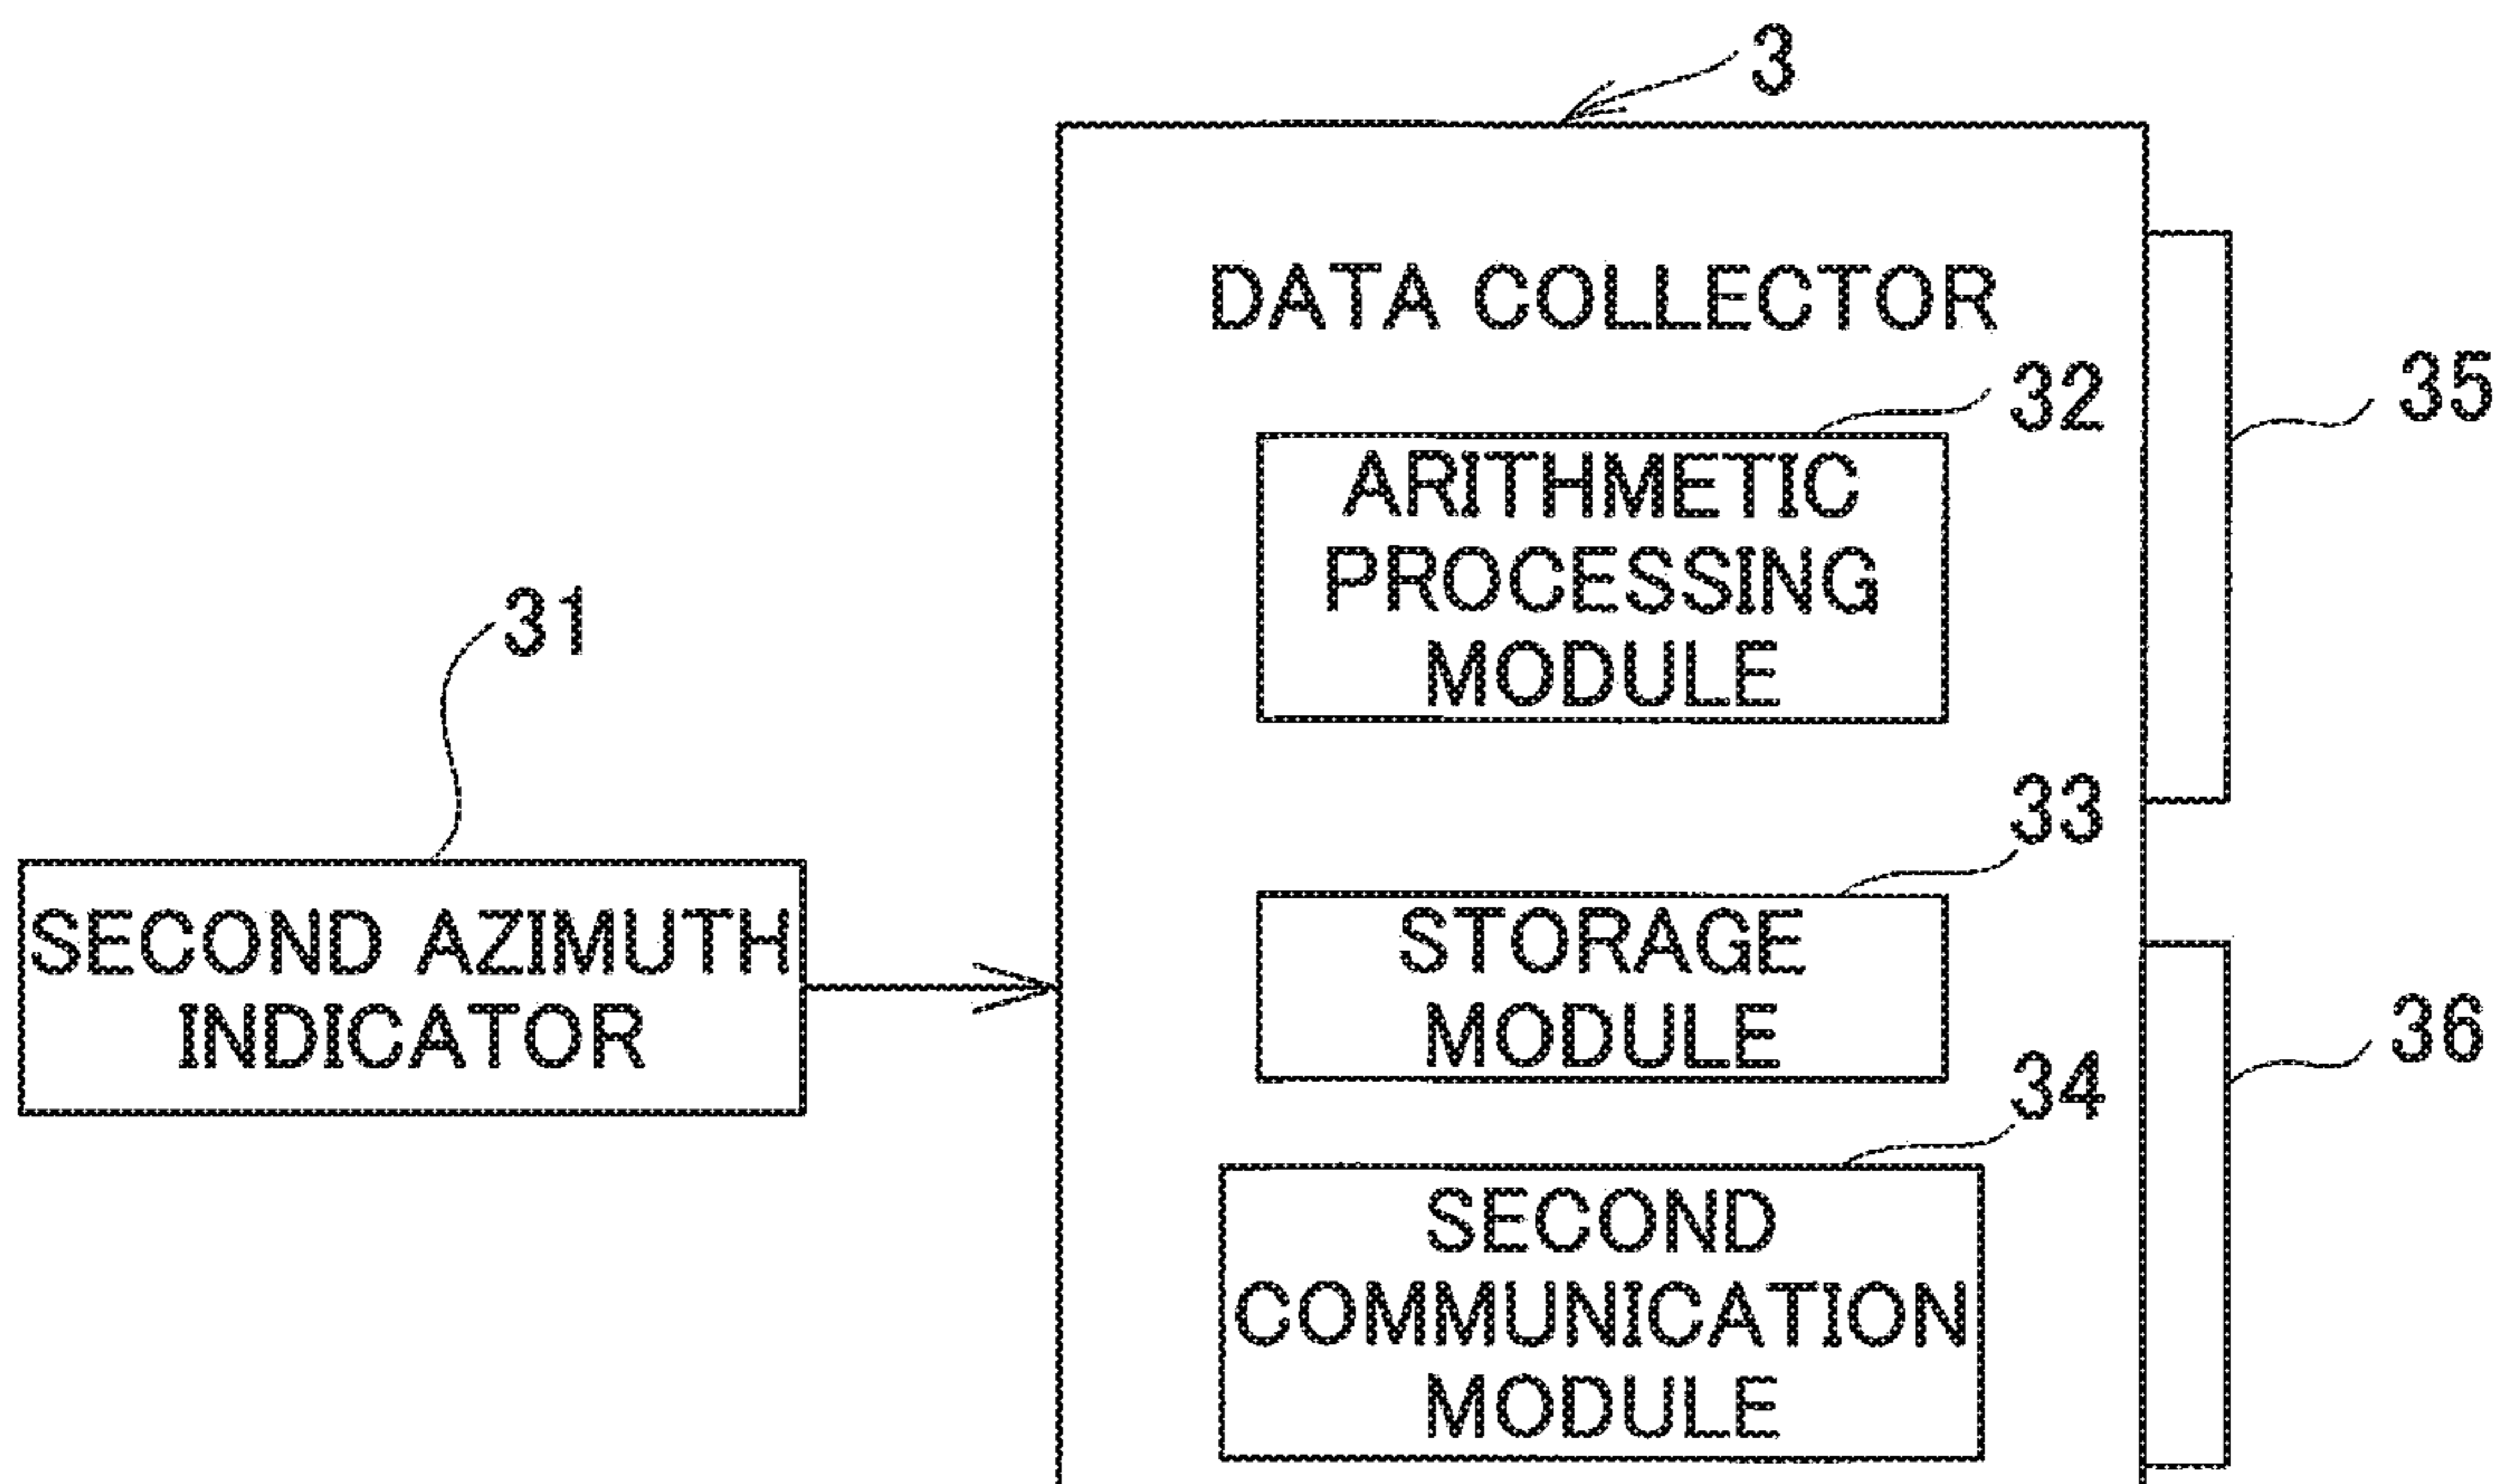 3
DATA COLLECTOR
32
35
ARITHMETIC
PROCESSING
MODULE
31
33
SECOND AZIMUTH
INDICATOR
STORAGE
MODULE
36
34
SECOND
COMMUNICATION
MODULE